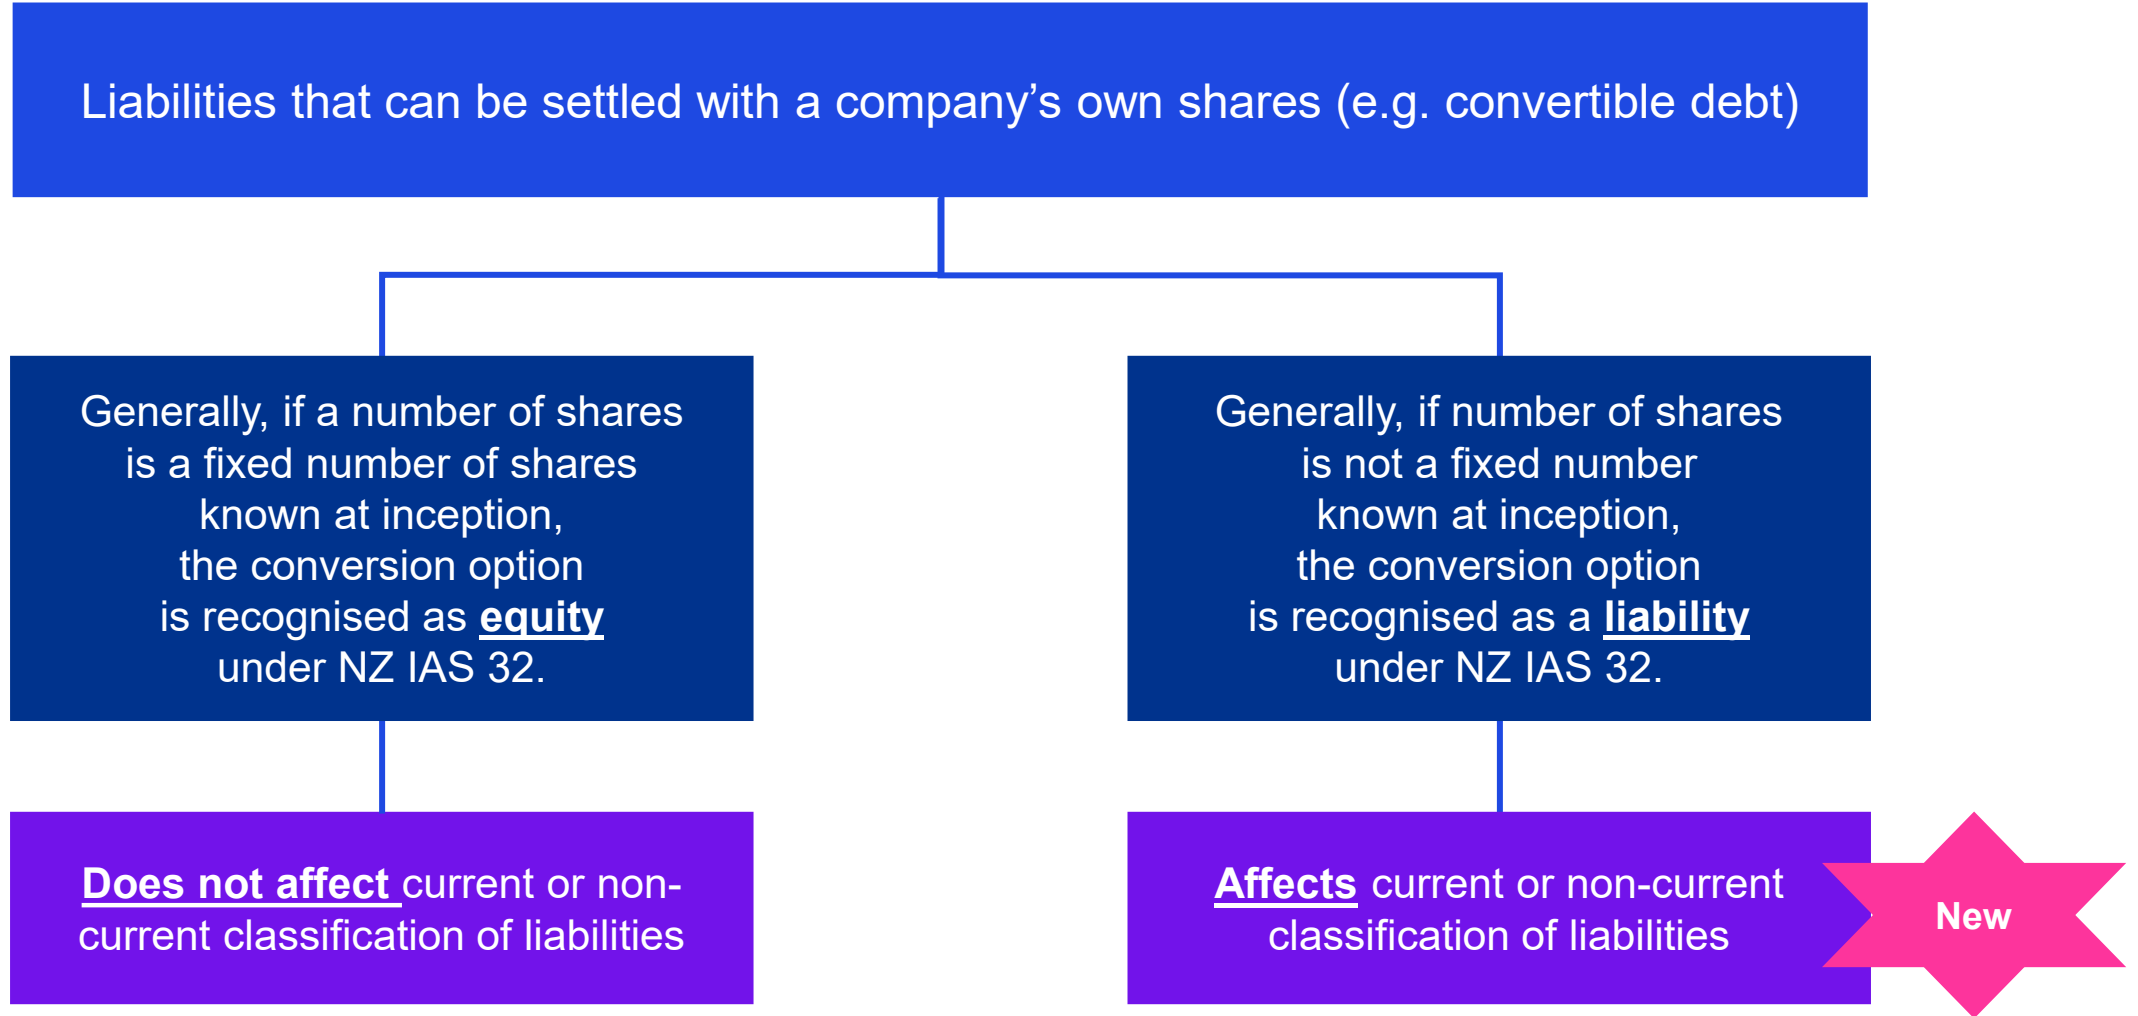 Liabilities that can be settled with a company’s own shares (e.g. convertible debt)
Generally, if a number of shares
is a fixed number of shares
known at inception,
the conversion option
is recognised as equity
under NZ IAS 32.
Generally, if number of shares
is not a fixed number
known at inception,
the conversion option
is recognised as a liability
under NZ IAS 32.
Does not affect current or non-
current classification of liabilities
Affects current or non-current
classification of liabilities
New